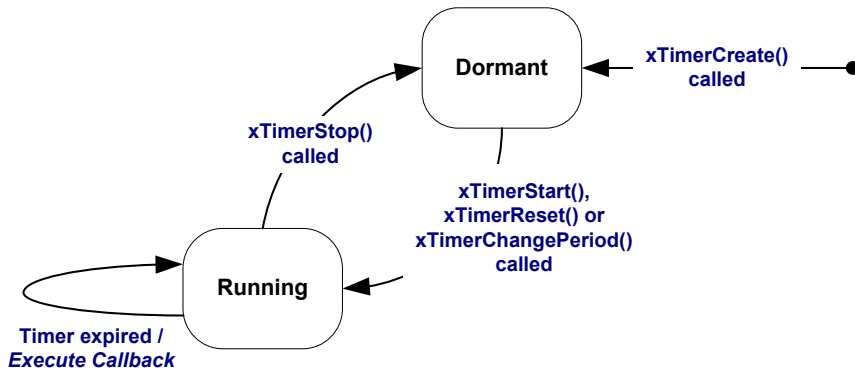 Dormant
xTimerCreate()
called
xTimerStop()
called
xTimerStart(),
xTimerReset() or
xTimerChangePeriod()
called
Running
Timer expired /
Execute Callback